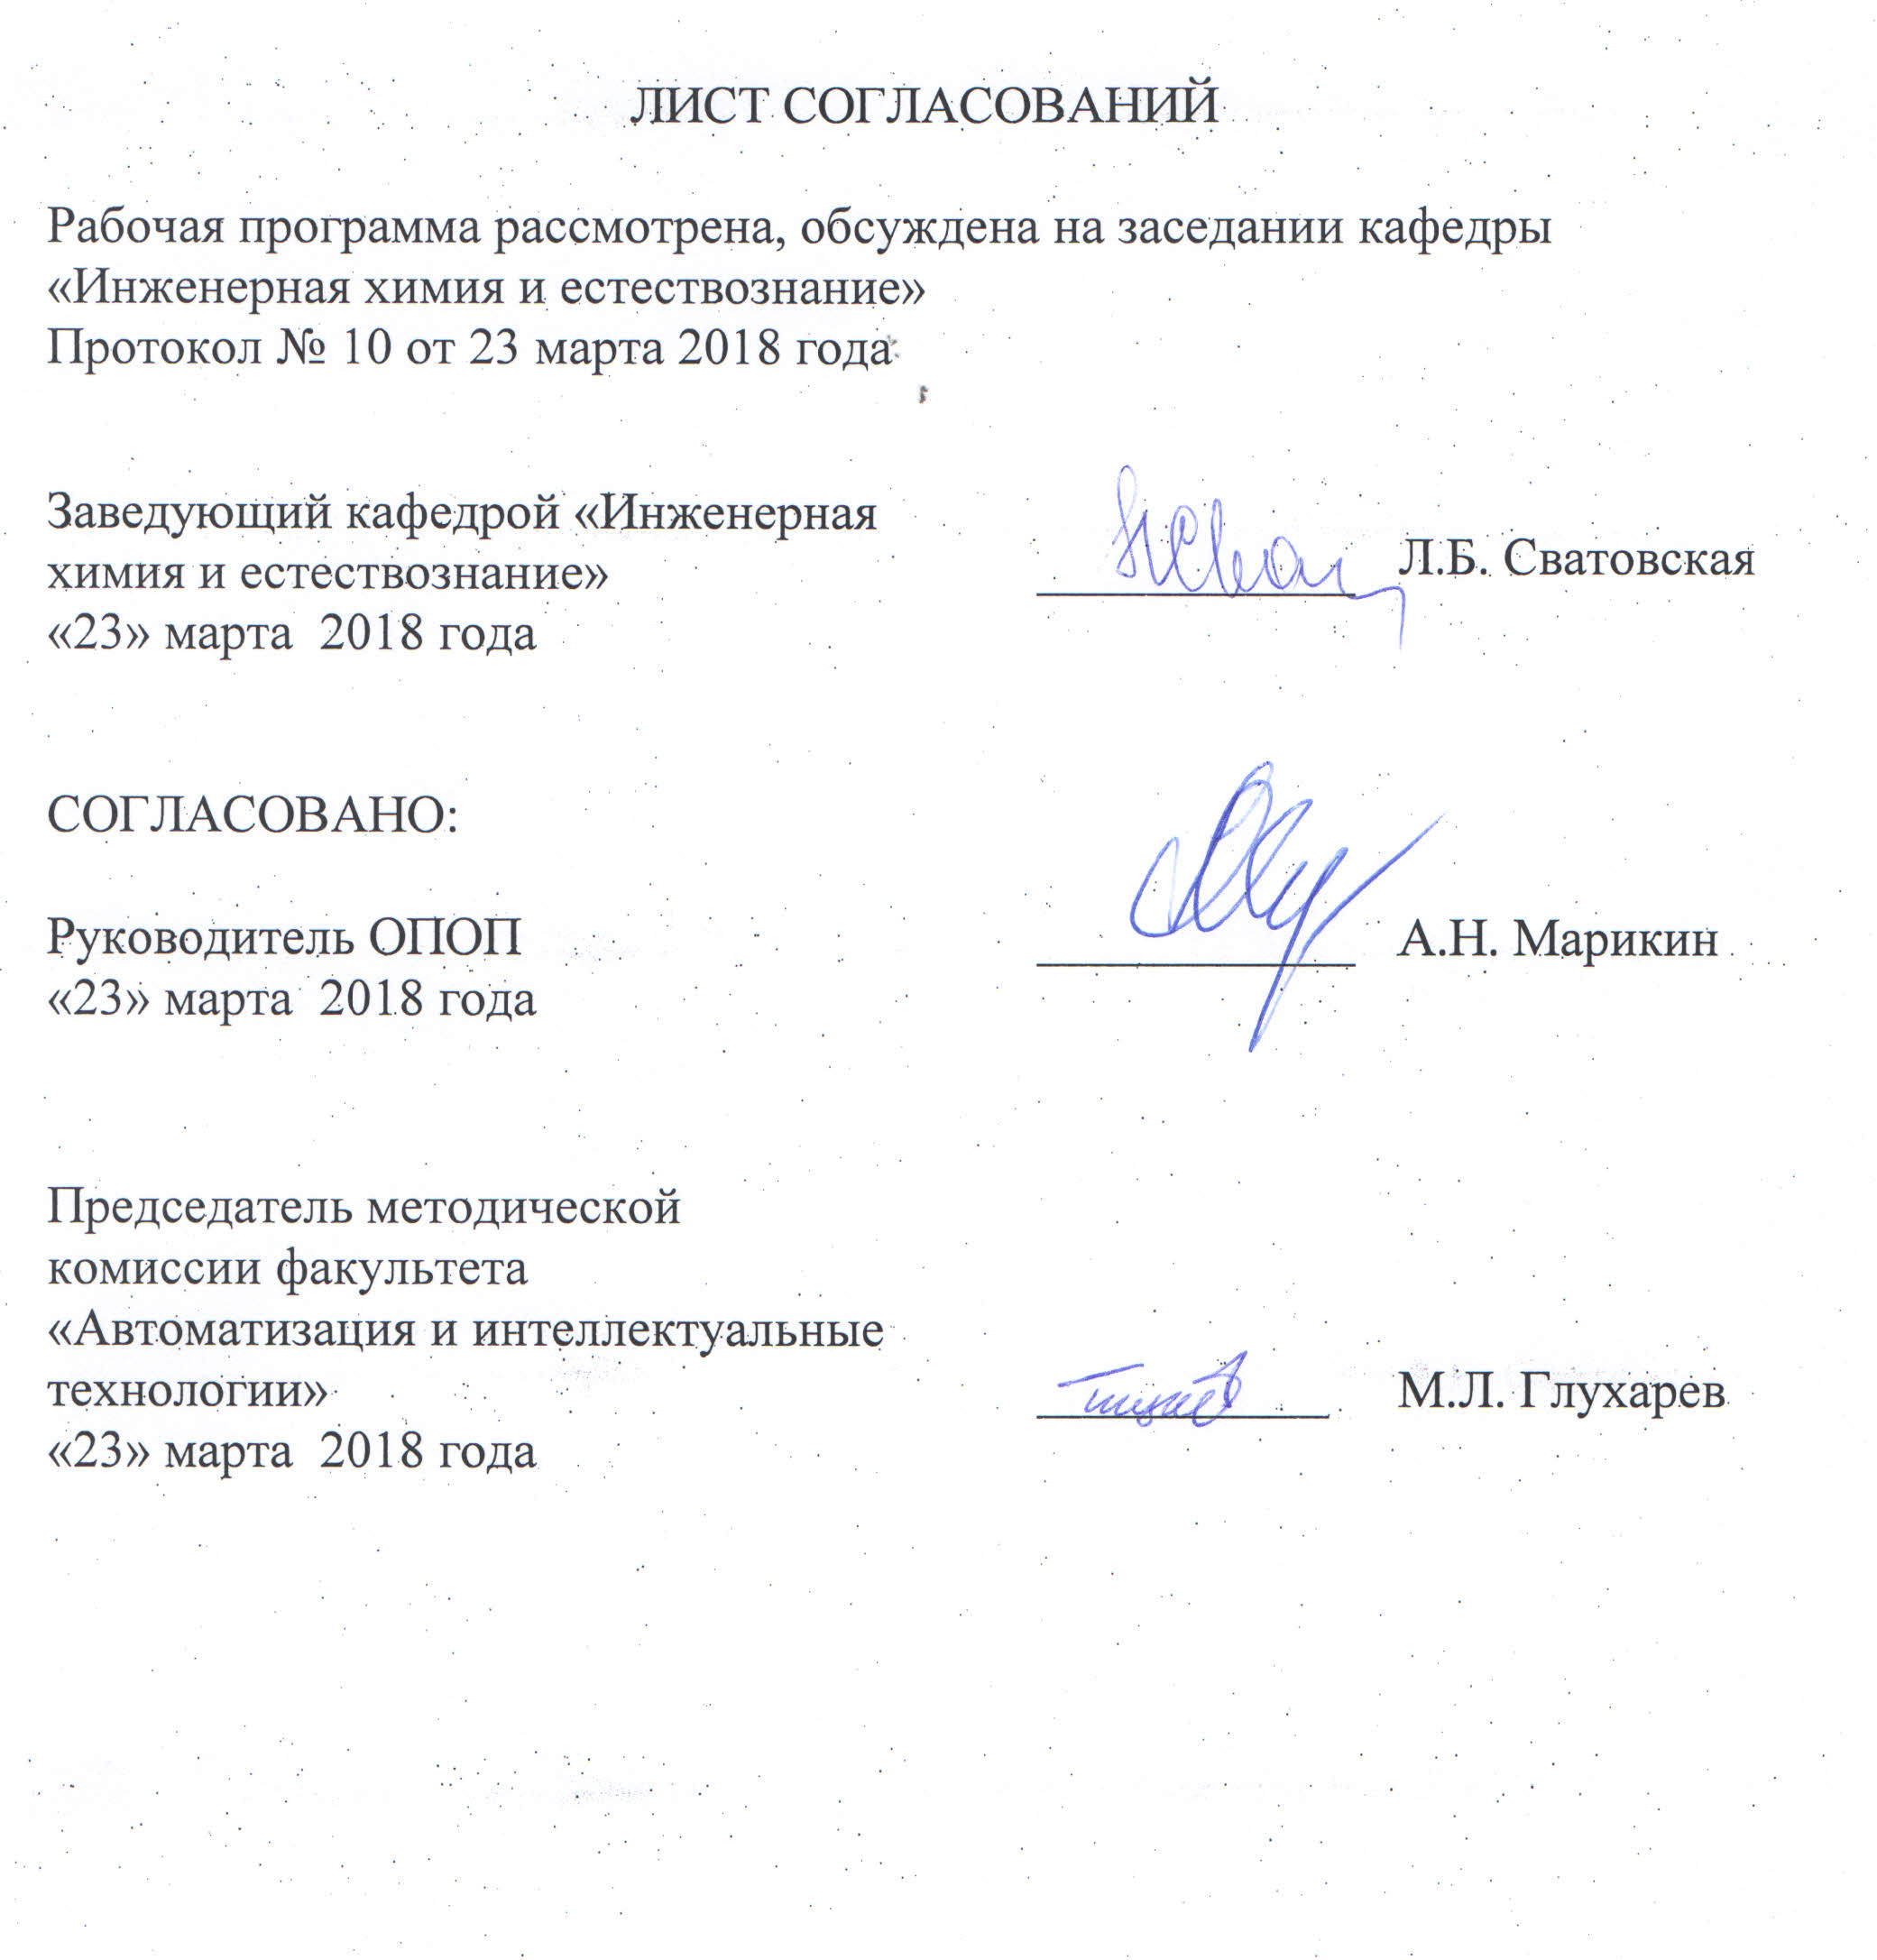 ЛИСТ СОГЛАСОВАНИЙ
Рабочая программа рассмотрена, обсуждена на заседании кафедры
«Инженерная химия и естествознание»
Протокол № 10 от 23 марта 2018 года
Заведующий кафедрой «Инженерная
химия и естествознание»
Л.Б. Сватовская
«23» марта 2018 года
СОГЛАСОВАНО:
Руководитель ОПОП
А.Н. Марикин
«23» марта 2018 года
Председатель методической
комиссии факультета
«Автоматизация и интеллектуальные
технологии»
М.Л. Глухарев
«23» марта 2018 года